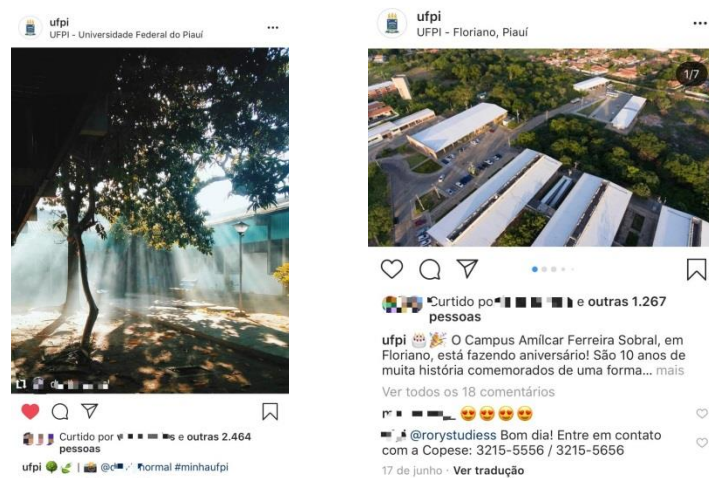 ufpi
UFPI - Universidade Federal do Piauí
Curtido por e outras 2.464
pessoas
ufpi normal #minhaufpi
ufpi
UFPI - Floriano, Piauí
1/7
Curtido po e outras 1.267
pessoas
ufpi O Campus Amílcar Ferreira Sobral, em
Floriano, está fazendo aniversário! São 10 anos de
muita história comemorados de uma forma... mais
Ver todos os 18 comentários
@rorystudiess Bom dia! Entre em contato
com a Copese: 3215-5556 / 3215-5656
17 de junho · Ver tradução